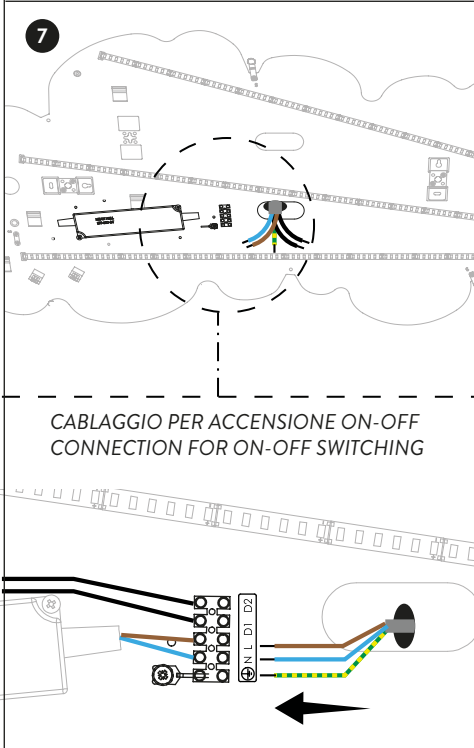 7
CABLAGGIO PER ACCENSIONE ON-OFF
CONNECTION FOR ON-OFF SWITCHING
N L D1 D2